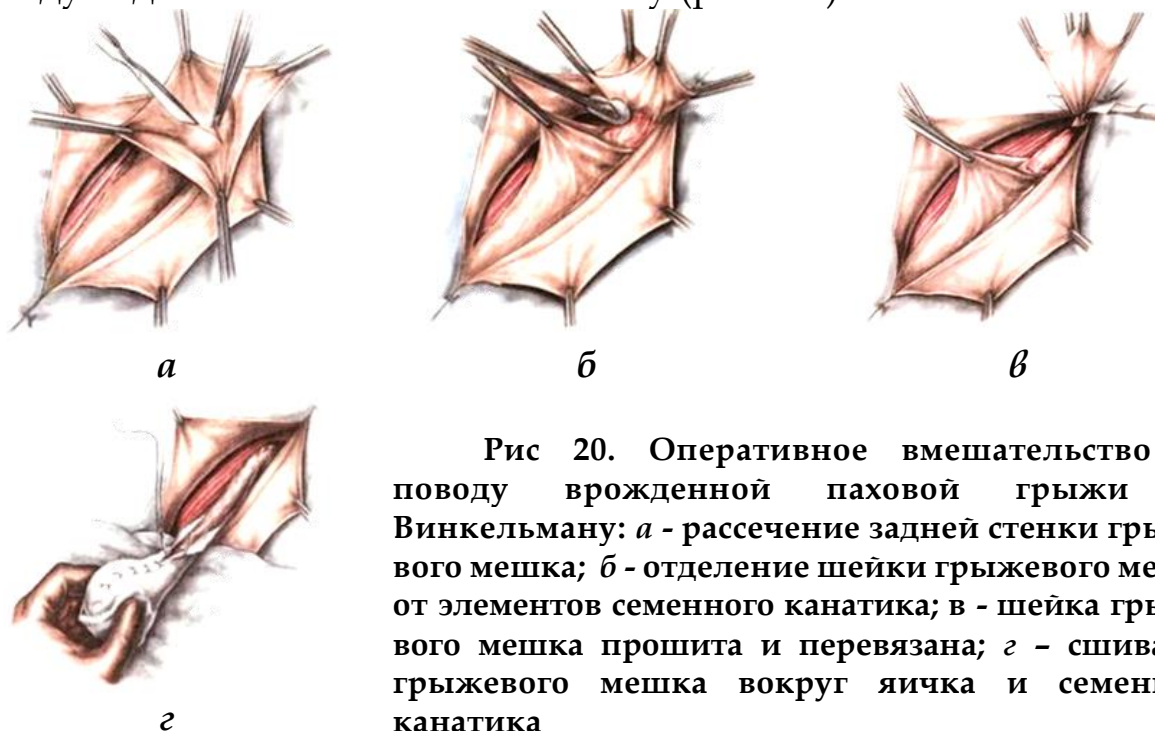 а
б
в
Рис 20. Оперативное вмешательство
поводу врожденной паховой грыжи
Винкельману: а - рассечение задней стенки гры
вого мешка; б - отделение шейки грыжевого ме
от элементов семенного канатика; в - шейка гры
вого мешка прошита и перевязана; г – сшива
грыжевого мешка вокруг яичка и семен
канатика
г